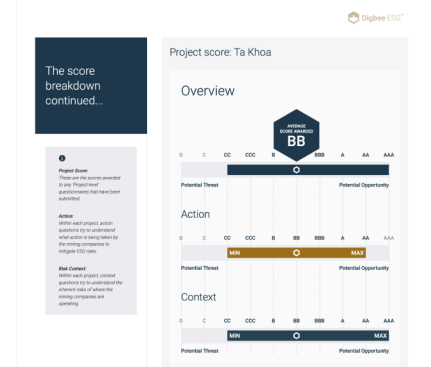 Digbee ESG™
The score
breakdown
continued...
Project Score:
These are the scores awarded
to any 'Project-level'
questionnaires that have been
submitted.
Action:
Within each project, action
questions try to understand
what action is being taken by
the mining companies to
mitigate ESG risks.
Risk Context:
Within each project, context
questions try to understand the
inherent risks of where the
mining companies are
operating.
Project score: Ta Khoa
Overview
AVERAGE
SCORE AWARDED
BB
D C CC CCC B BB BBB A AA AAA
Potential Threat Potential Opportunity
Action
D C CC CCC B BB BBB A AA AAA
MIN MAX
Potential Threat Potential Opportunity
Context
D C CC CCC B BB BBB A AA AAA
MIN MAX
Potential Threat Potential Opportunity